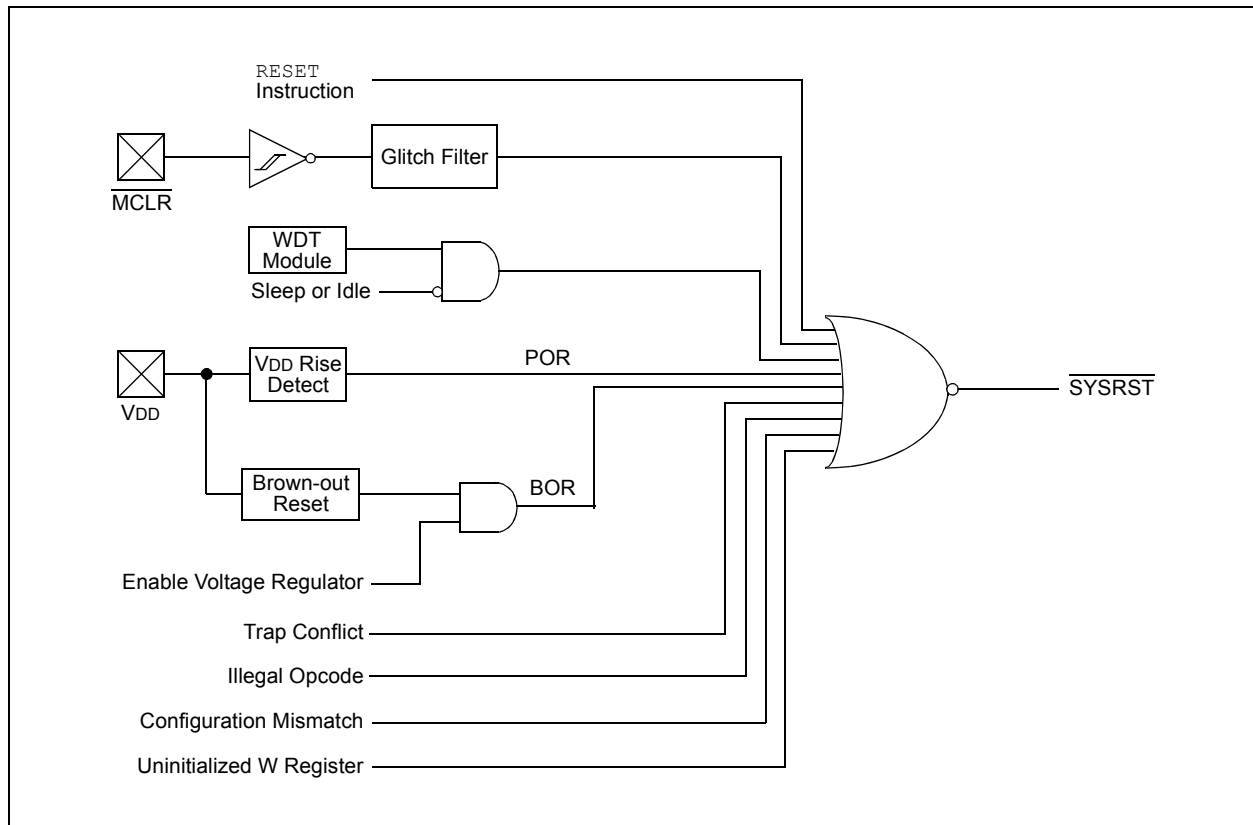 RESET
Instruction
Glitch Filter
MCLR
WDT
Module
Sleep or Idle
VDD Rise
Detect
POR
SYSRST
VDD
Brown-out
Reset
BOR
Enable Voltage Regulator
Trap Conflict
Illegal Opcode
Configuration Mismatch
Uninitialized W Register